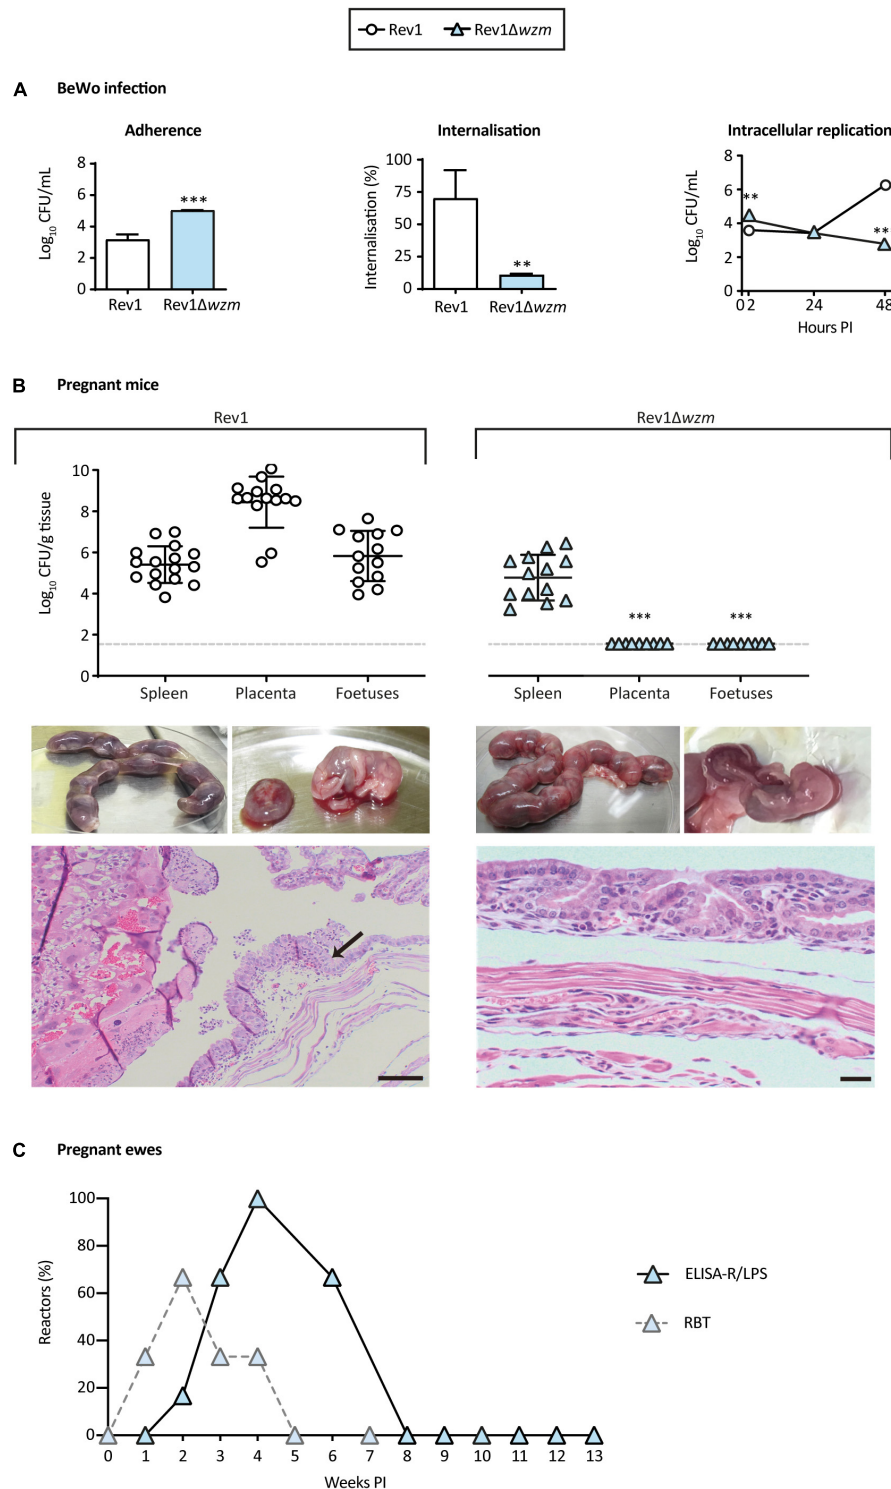 Rev1 Rev1Δwzm
A BeWo infection
Adherence
Log10 CFU/mL
8
6
4
2
0
***
Rev1 Rev1Δwzm
Internalisation
Internalisation (%)
100
75
50
25
0
**
Rev1 Rev1Δwzm
Intracellular replication
Log10 CFU/mL
8
6
4
2
0
**
**
0 2 24 48
Hours PI
B Pregnant mice
Rev1
Rev1Δwzm
Log10 CFU/g tissue
10
8
6
4
2
0
Spleen Placenta Foetuses
*** ***
Spleen Placenta Foetuses
C Pregnant ewes
Reactors (%)
100
80
60
40
20
0
0 1 2 3 4 5 6 7 8 9 10 11 12 13
Weeks PI
ELISA-R/LPS
RBT